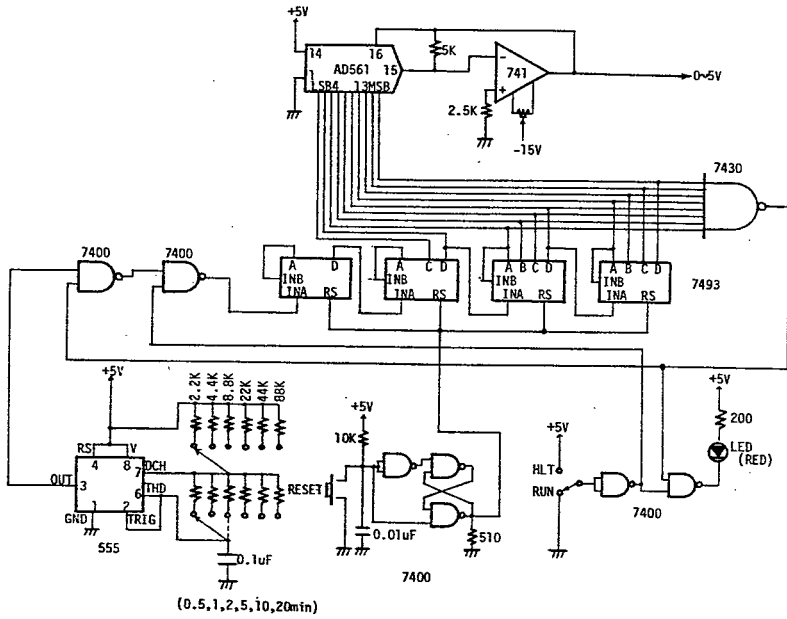 +5V
14
16
5K
AD561
15
1
LSB4
13MSB
−
741
+
2.5K
-15V
0~5V
7430
7400
7400
A D
INB
INA RS
A C D
INB
INA RS
A B C D
INB
INA RS
A B C D
INB
INA RS
7493
+5V
2.2K
4.4K
8.8K
22K
44K
88K
RS V
4 8
DCH
7
OUT
3
THD
6
1 2
GND
TRIG
555
0.1uF
(0.5,1,2,5,10,20min)
+5V
10K
RESET
0.01uF
510
7400
+5V
HLT
RUN
7400
+5V
200
LED
(RED)